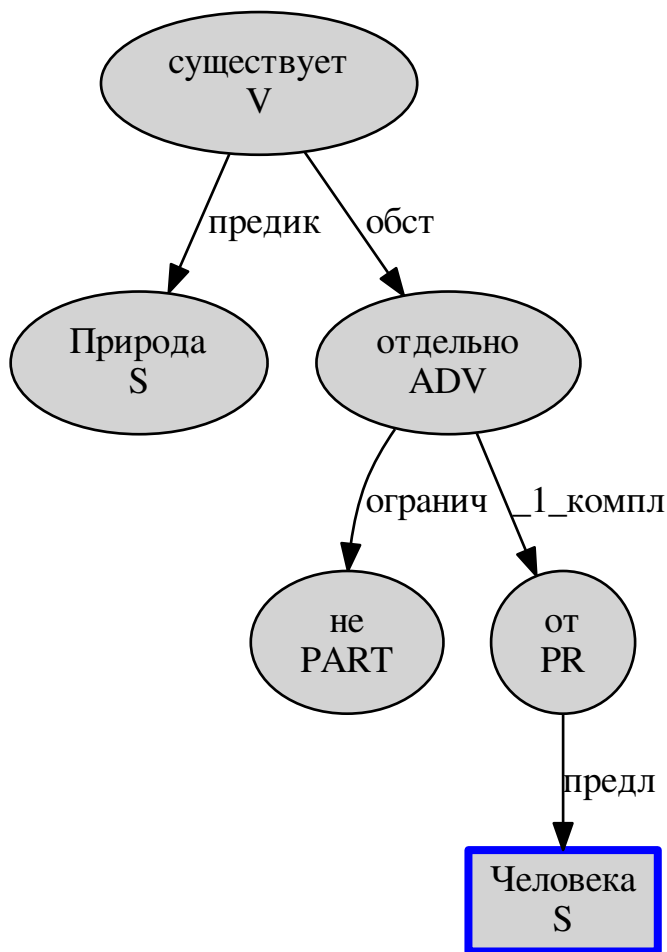 существует
V
предик
обст
Природа
S
отдельно
ADV
огранич
_1_компл
не
PART
от
PR
предл
Человека
S